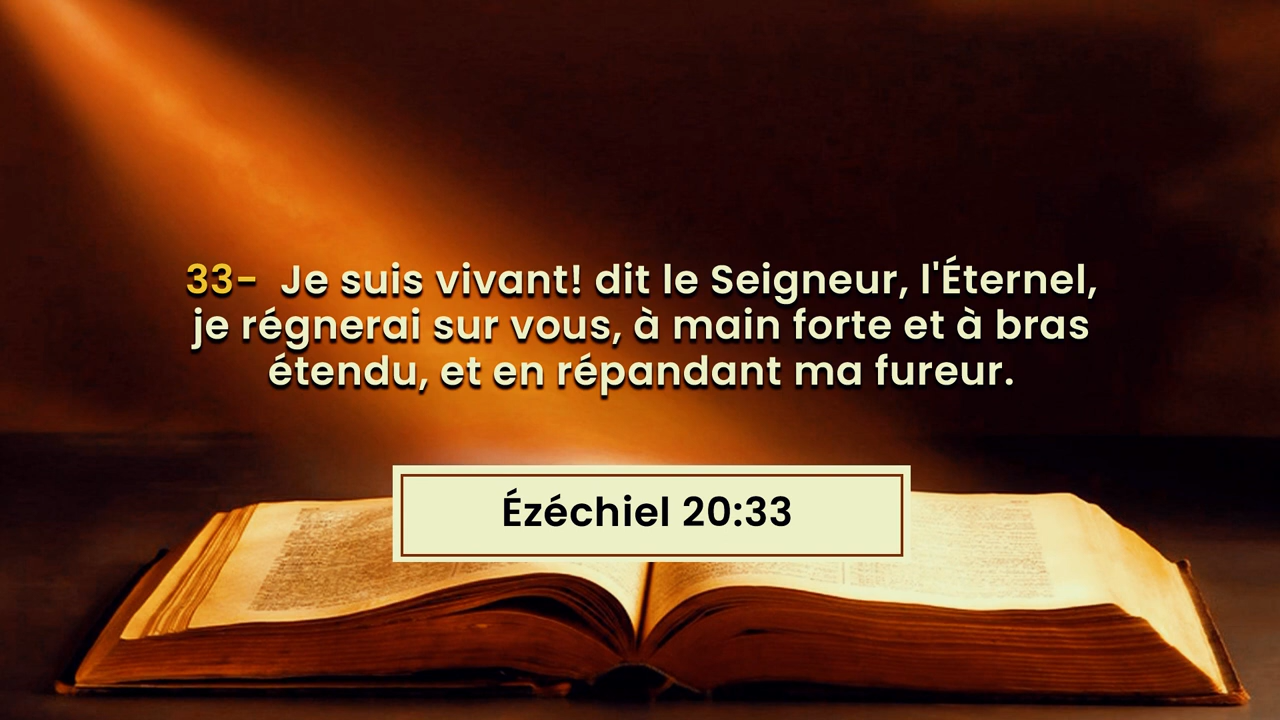 33- Je suis vivant! dit le Seigneur, l'Éternel,
je régnerai sur vous, à main forte et à bras
étendu, et en répandant ma fureur.
Ézéchiel 20:33